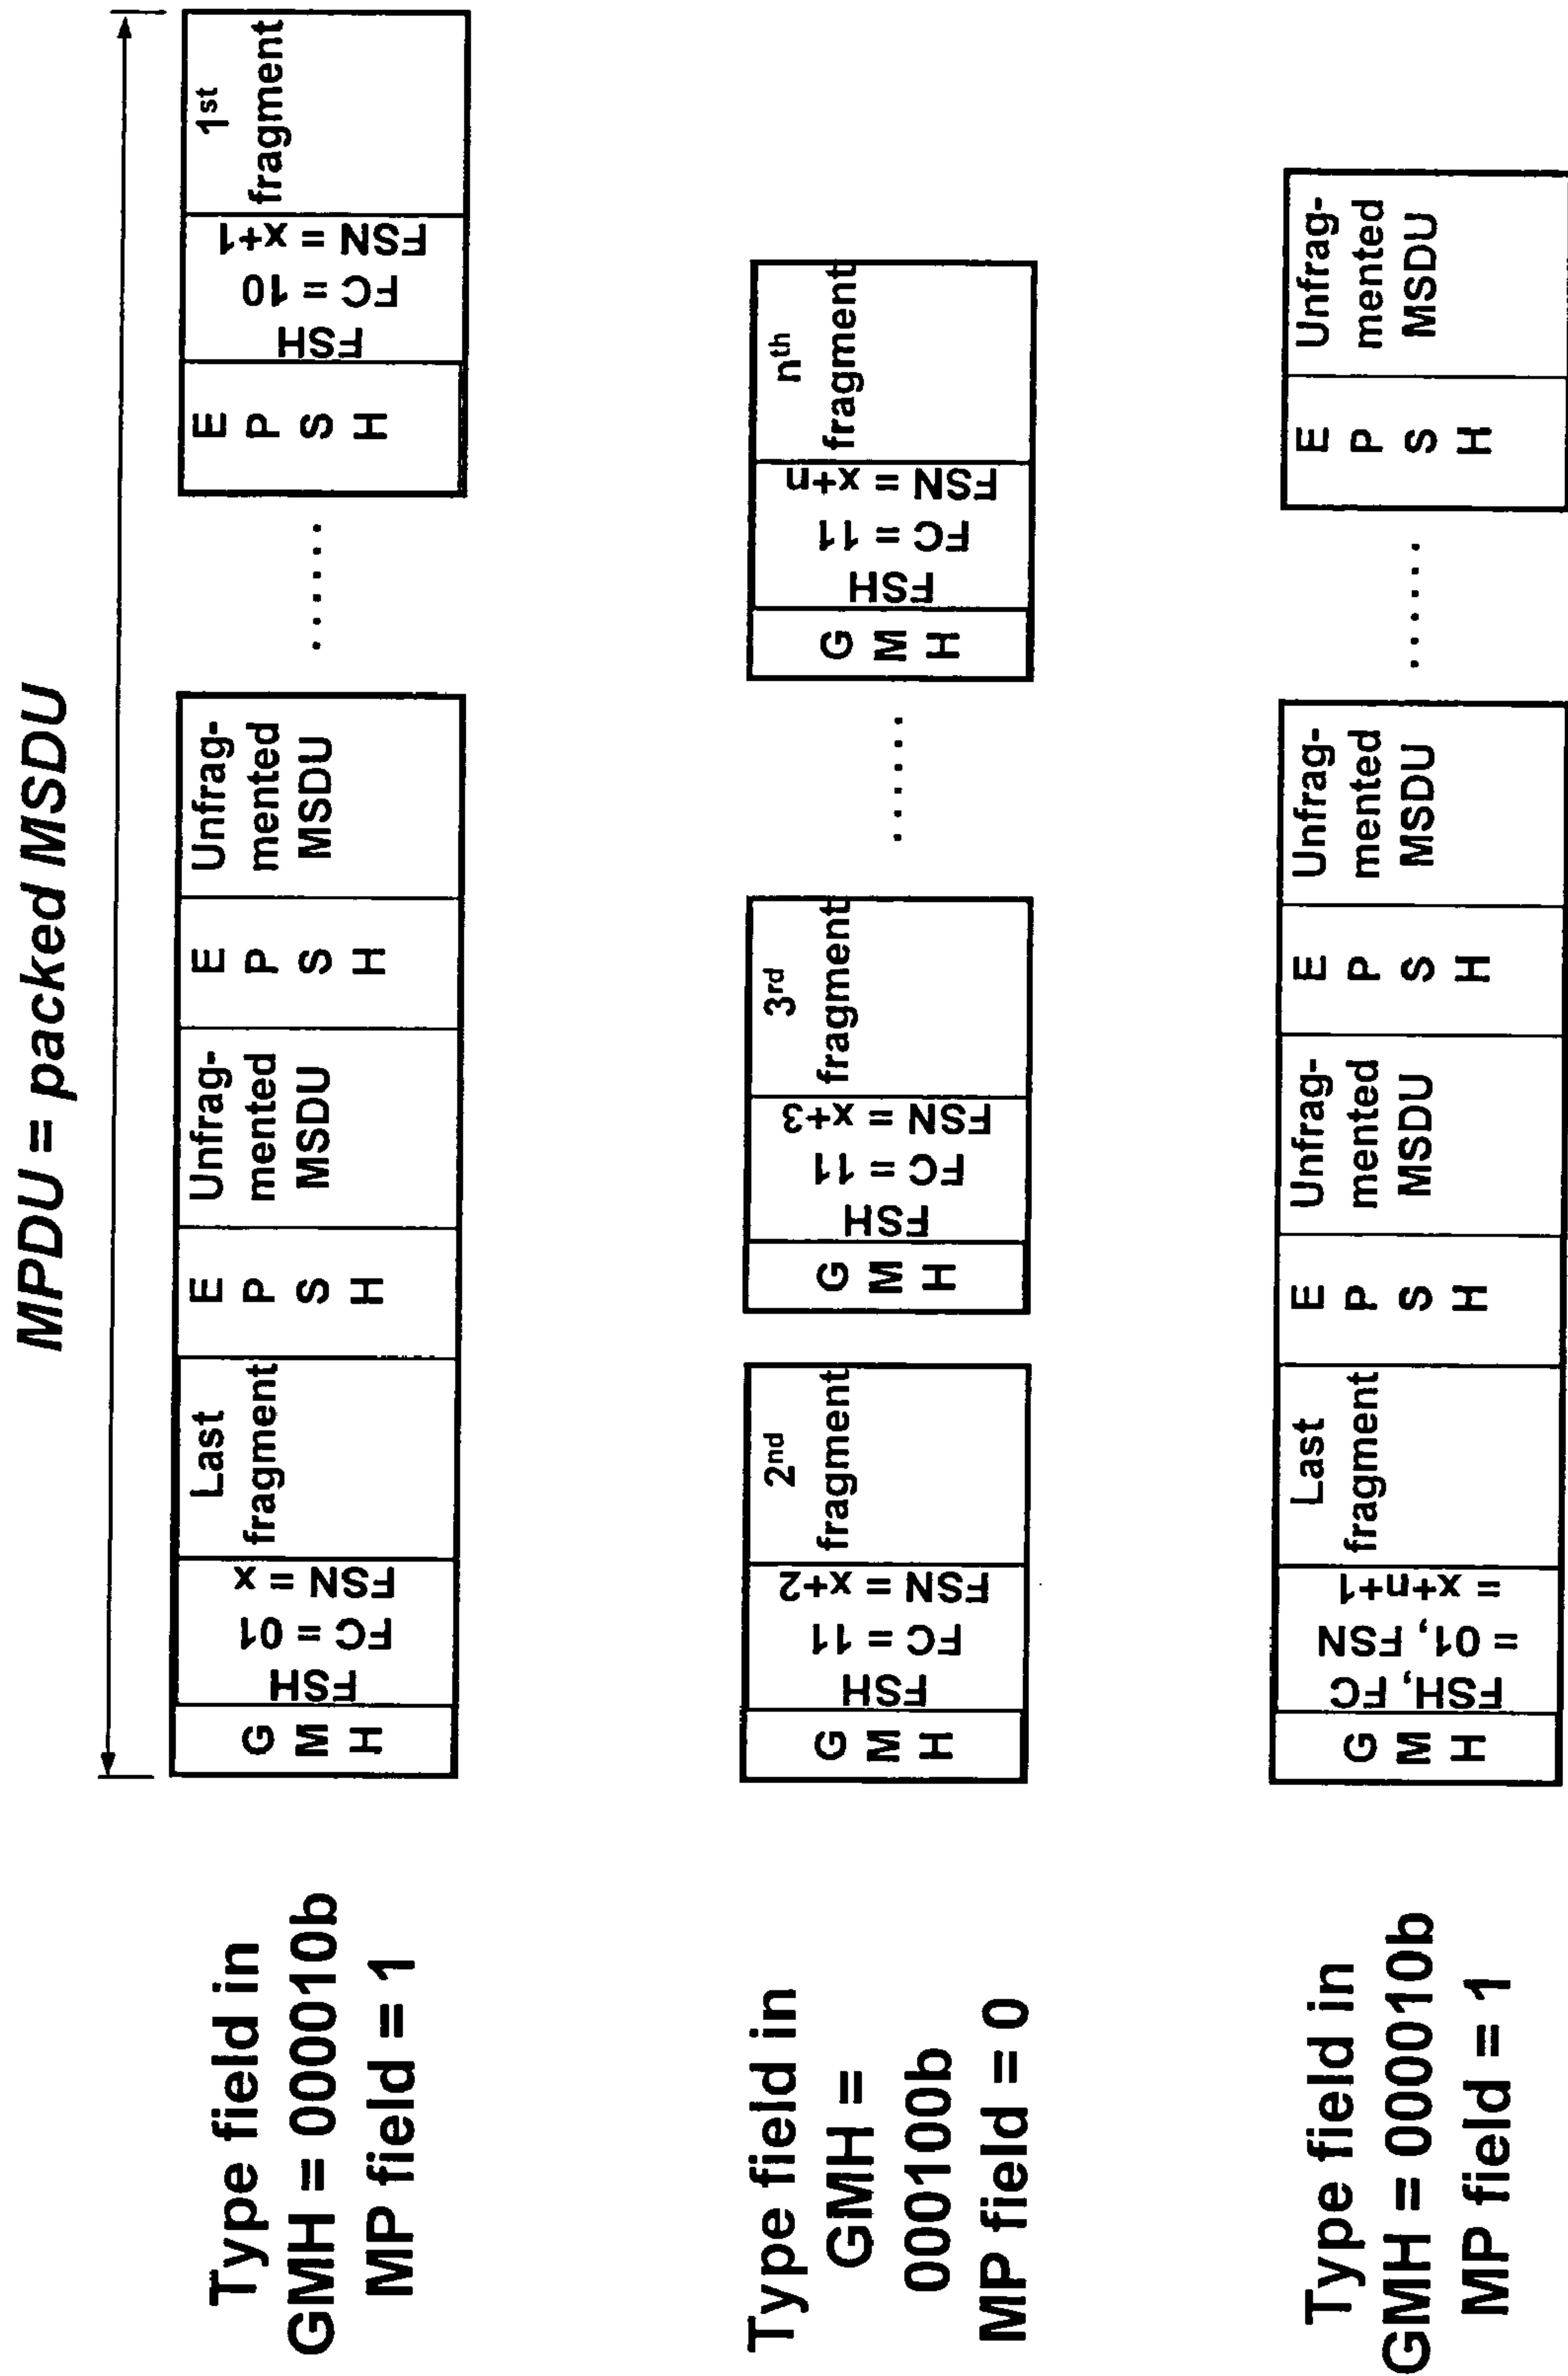 MPDU = packed MSDU
Type field in
GMH = 000010b
MP field = 1
G
M
H
FSH
FC = 01
FSN = x
Last
fragment
E
P
S
H
Unfrag-
mented
MSDU
E
P
S
H
Unfrag-
mented
MSDU
......
E
P
S
H
FSH
FC = 10
FSN = x+1
1st
fragment
Type field in
GMH =
000100b
MP field = 0
G
M
H
FSH
FC = 11
FSN = x+2
2nd
fragment
G
M
H
FSH
FC = 11
FSN = x+3
3rd
fragment
......
G
M
H
FSH
FC = 11
FSN = x+n
nth
fragment
Type field in
GMH = 000010b
MP field = 1
G
M
H
FSH, FC
= 01, FSN
= x+n+1
Last
fragment
E
P
S
H
Unfrag-
mented
MSDU
E
P
S
H
Unfrag-
mented
MSDU
......
E
P
S
H
Unfrag-
mented
MSDU